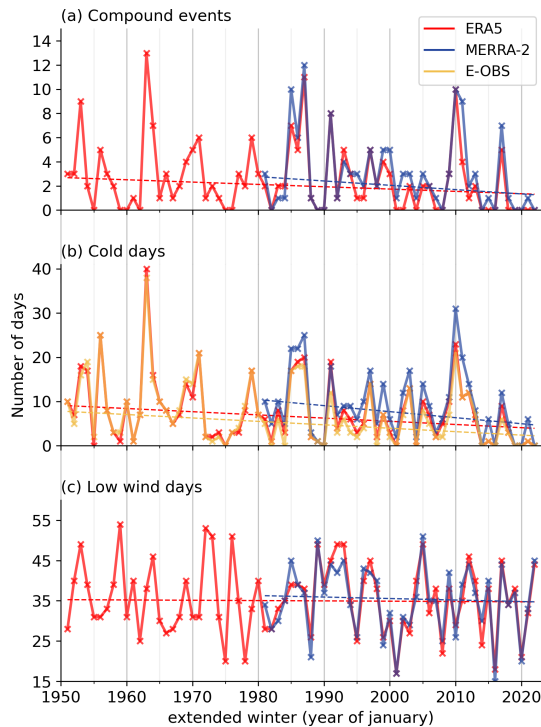 (a) Compound events
ERA5
MERRA-2
E-OBS
14
12
10
8
6
4
2
0
(b) Cold days
40
30
20
10
0
Number of days
(c) Low wind days
55
45
35
25
15
1950 1960 1970 1980 1990 2000 2010 2020
extended winter (year of january)